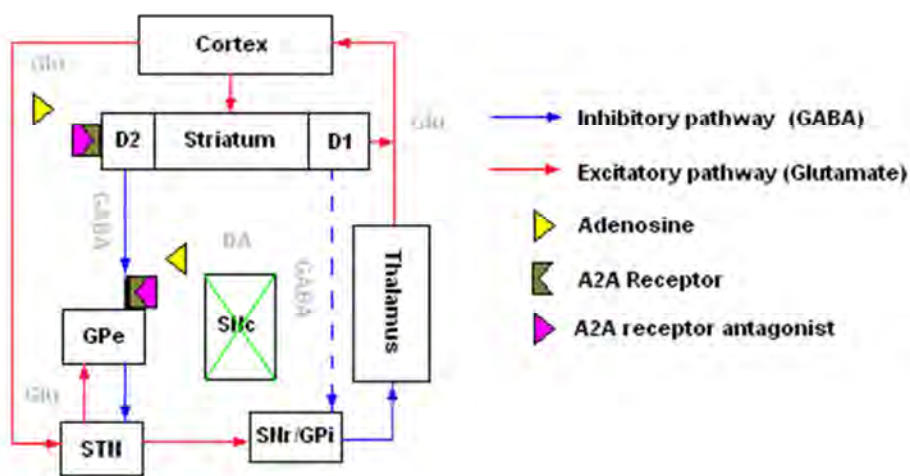 Cortex
Glu
D2
Striatum
D1
Glu
GABA
DA
GABA
Thalamus
SNc
GPe
Glu
STN
SNr/GPi
Inhibitory pathway (GABA)
Excitatory pathway (Glutamate)
Adenosine
A2A Receptor
A2A receptor antagonist